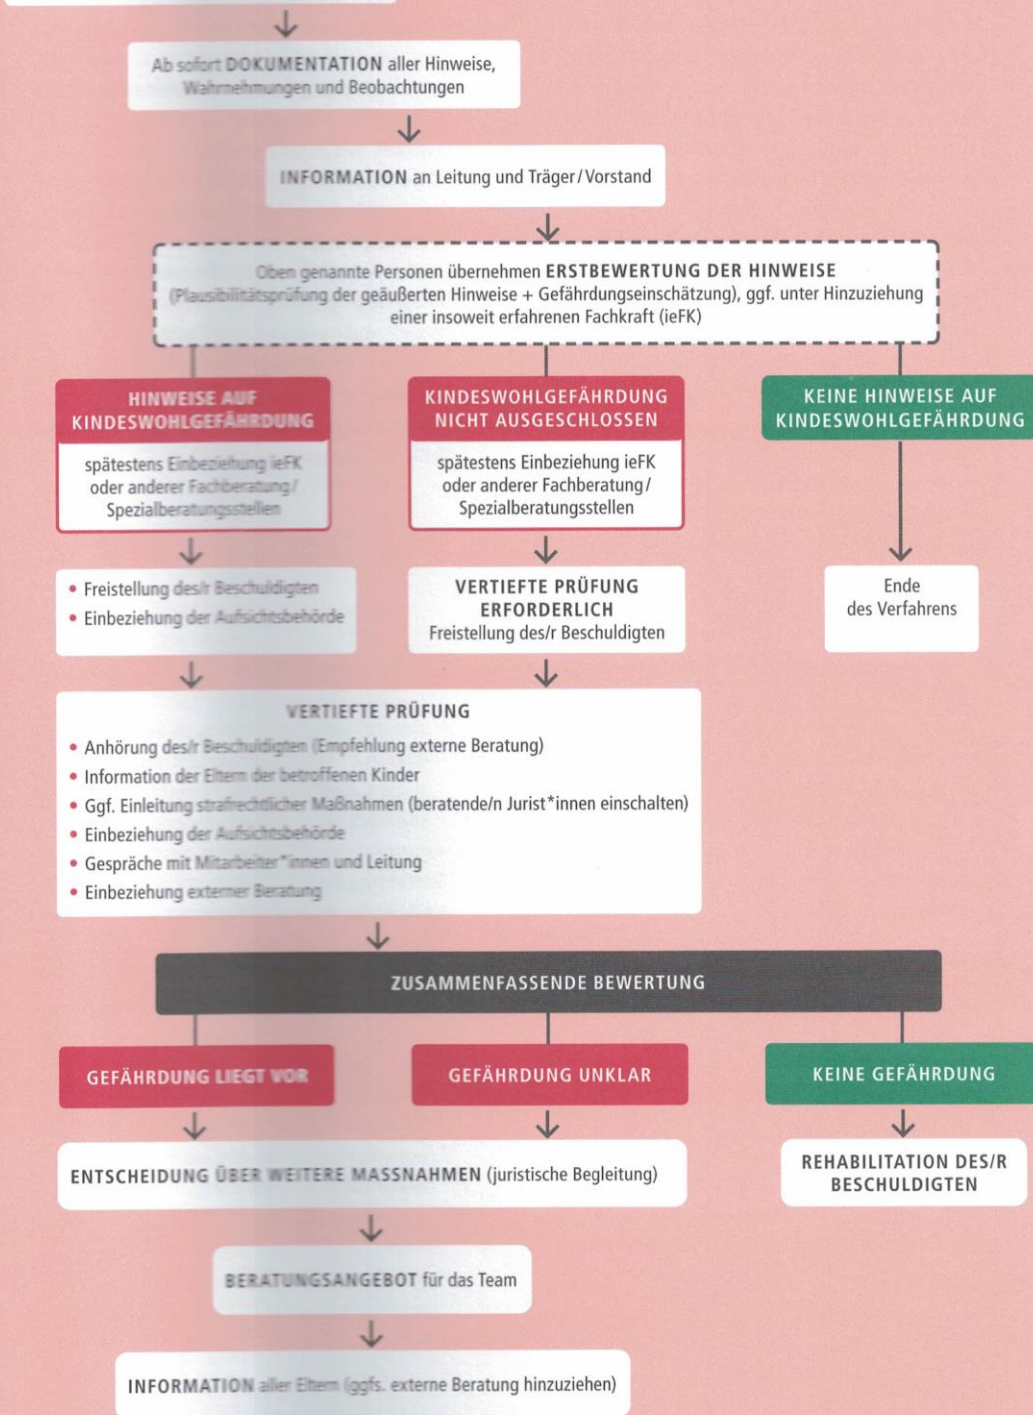 Ab sofort DOKUMENTATION aller Hinweise,
Wahrnehmungen und Beobachtungen
INFORMATION an Leitung und Träger/Vorstand
Oben genannte Personen übernehmen ERSTBEWERTUNG DER HINWEISE
(Plausibilitätsprüfung der geäußerten Hinweise + Gefährdungseinschätzung), ggf. unter Hinzuziehung
einer insoweit erfahrenen Fachkraft (ieFK)
HINWEISE AUF
KINDESWOHLGEFÄHRDUNG
spätestens Einbeziehung ieFK
oder anderer Fachberatung/
Spezialberatungsstellen
KINDESWOHLGEFÄHRDUNG
NICHT AUSGESCHLOSSEN
spätestens Einbeziehung ieFK
oder anderer Fachberatung/
Spezialberatungsstellen
KEINE HINWEISE AUF
KINDESWOHLGEFÄHRDUNG
• Freistellung des/r Beschuldigten
• Einbeziehung der Aufsichtsbehörde
VERTIEFTE PRÜFUNG
ERFORDERLICH
Freistellung des/r Beschuldigten
Ende
des Verfahrens
VERTIEFTE PRÜFUNG
• Anhörung des/r Beschuldigten (Empfehlung externe Beratung)
• Information der Eltern der betroffenen Kinder
• Ggf. Einleitung strafrechtlicher Maßnahmen (beratende/n Jurist*innen einschalten)
• Einbeziehung der Aufsichtsbehörde
• Gespräche mit Mitarbeiter*innen und Leitung
• Einbeziehung externer Beratung
ZUSAMMENFASSENDE BEWERTUNG
GEFÄHRDUNG LIEGT VOR
GEFÄHRDUNG UNKLAR
KEINE GEFÄHRDUNG
ENTSCHEIDUNG ÜBER WEITERE MASSNAHMEN (juristische Begleitung)
REHABILITATION DES/R
BESCHULDIGTEN
BERATUNGSANGEBOT für das Team
INFORMATION aller Eltern (ggfs. externe Beratung hinzuziehen)